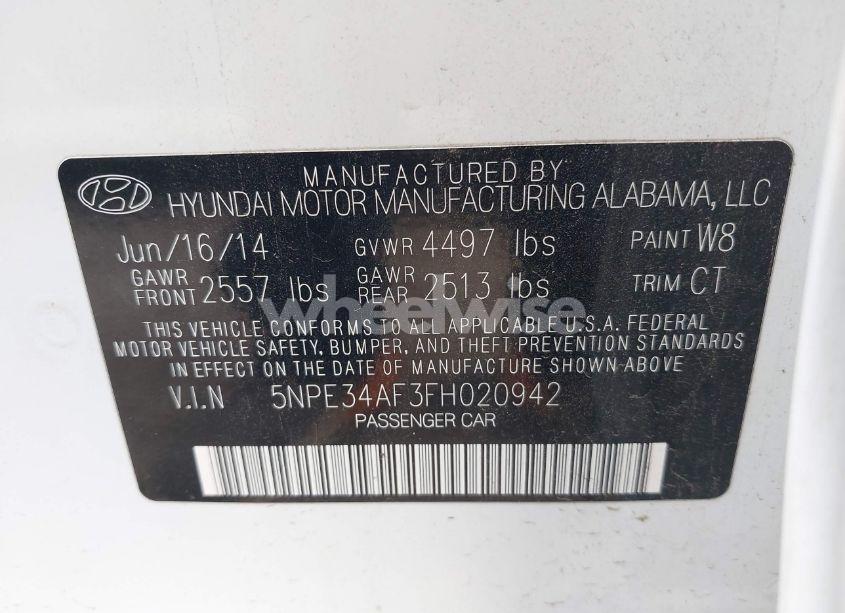 MANUFACTURED BY
HYUNDAI MOTOR MANUFACTURING ALABAMA, LLC
Jun/16/14 GVWR 4497 lbs PAINT W8
GAWR FRONT 2557 lbs GAWR REAR 2513 lbs TRIM CT
wheelwise
THIS VEHICLE CONFORMS TO ALL APPLICABLE U.S.A. FEDERAL
MOTOR VEHICLE SAFETY, BUMPER, AND THEFT PREVENTION STANDARDS
IN EFFECT ON THE DATE OF MANUFACTURE SHOWN ABOVE
V.I.N 5NPE34AF3FH020942
PASSENGER CAR